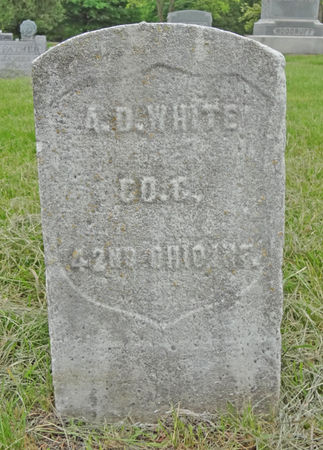 A.D. WHITE
CO. C.,
42ND OHIO INF.